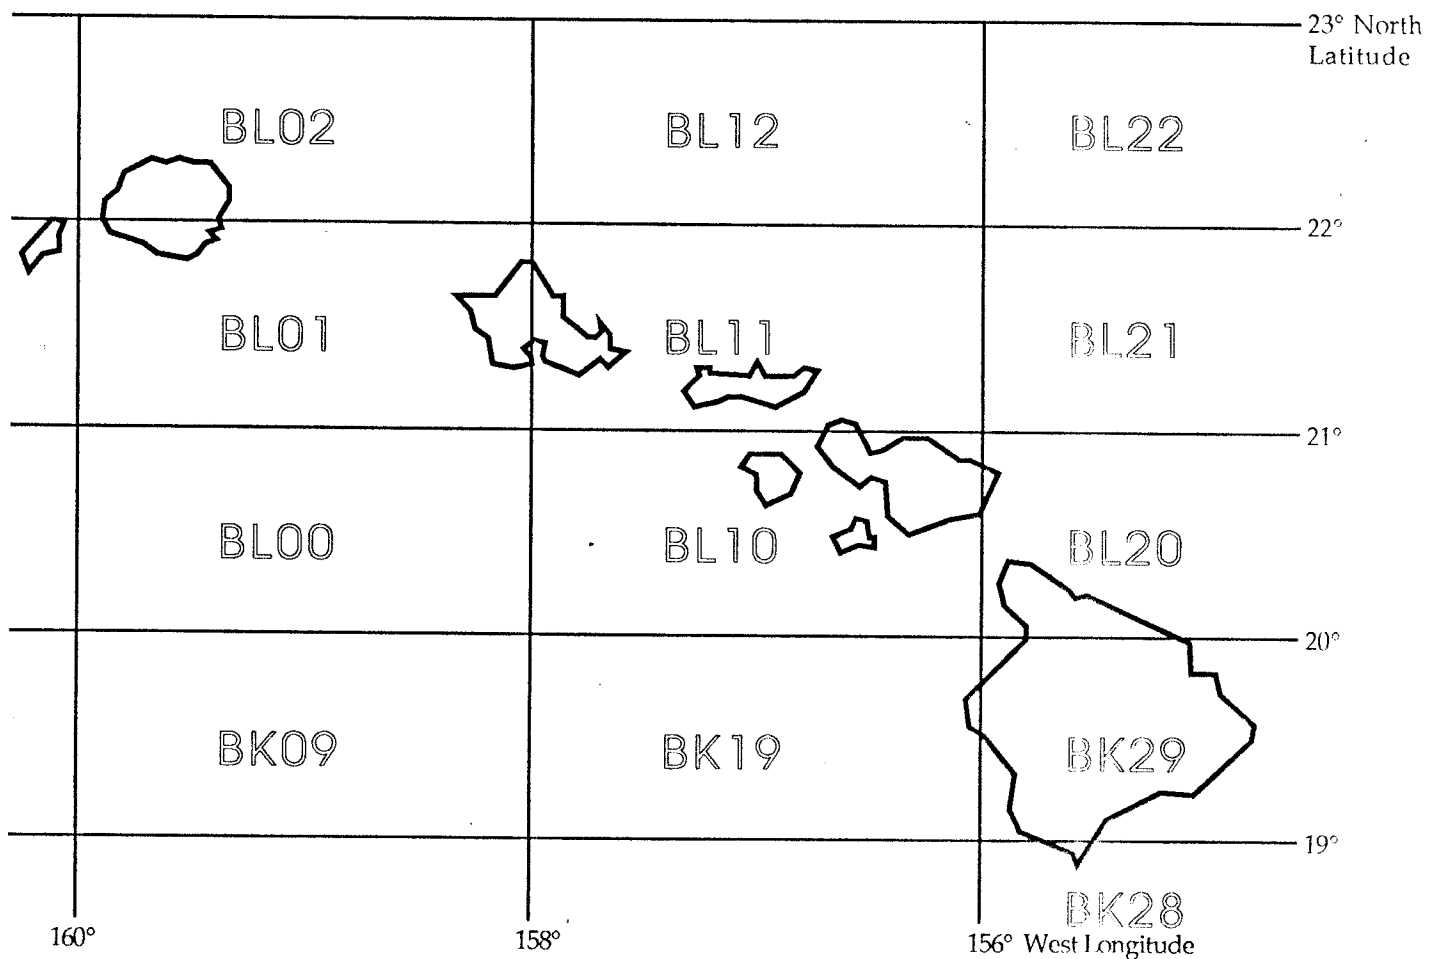 23° North
Latitude
BL02 BL12 BL22
22°
BL01 BL11 BL21
21°
BL00 BL10 BL20
20°
BK09 BK19 BK29
19°
BK28
160° 158° 156° West Longitude